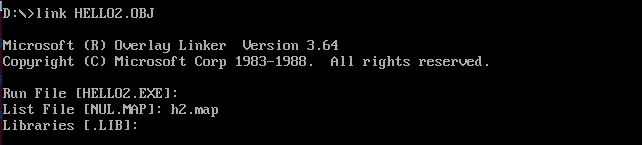 D:\>link HELLO2.OBJ
Microsoft (R) Overlay Linker  Version 3.64
Copyright (C) Microsoft Corp 1983-1988.  All rights reserved.
Run File [HELLO2.EXE]:
List File [NUL.MAP]: h2.map
Libraries [.LIB]: